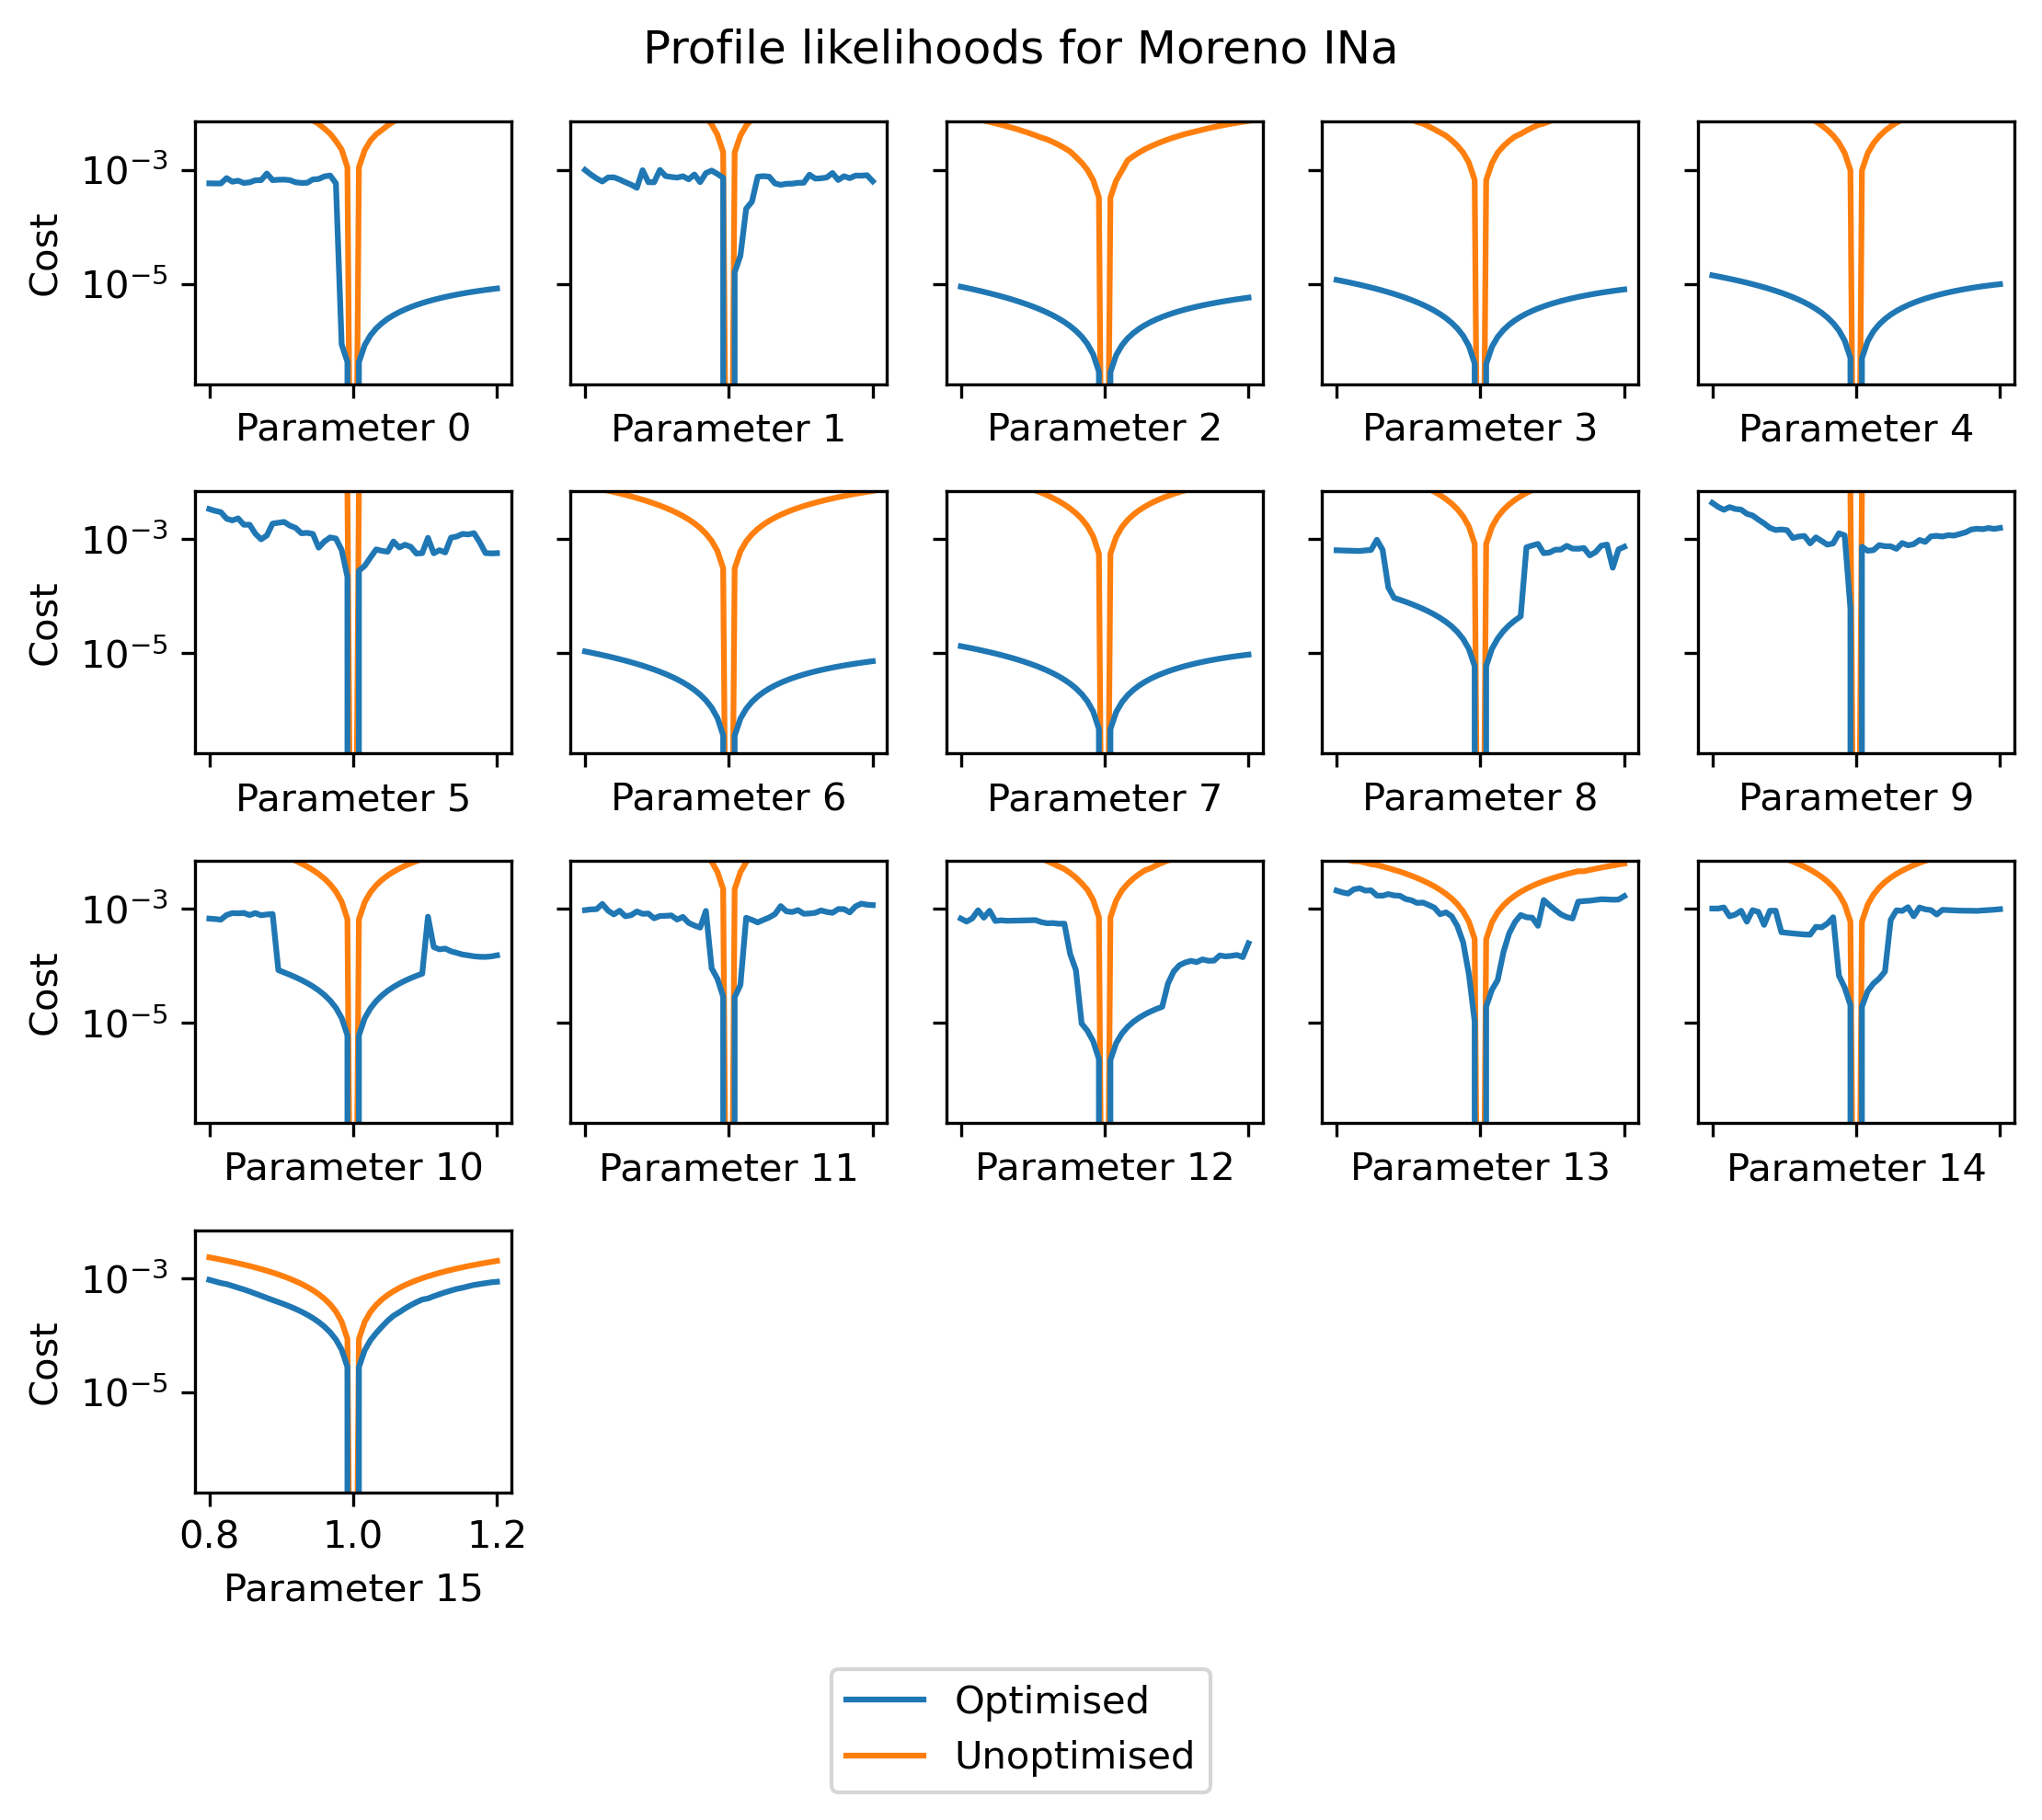 Profile likelihoods for Moreno INa
Cost
10⁻³
10⁻⁵
Parameter 0
Parameter 1
Parameter 2
Parameter 3
Parameter 4
Cost
10⁻³
10⁻⁵
Parameter 5
Parameter 6
Parameter 7
Parameter 8
Parameter 9
Cost
10⁻³
10⁻⁵
Parameter 10
Parameter 11
Parameter 12
Parameter 13
Parameter 14
Cost
10⁻³
10⁻⁵
0.8 1.0 1.2
Parameter 15
Optimised
Unoptimised